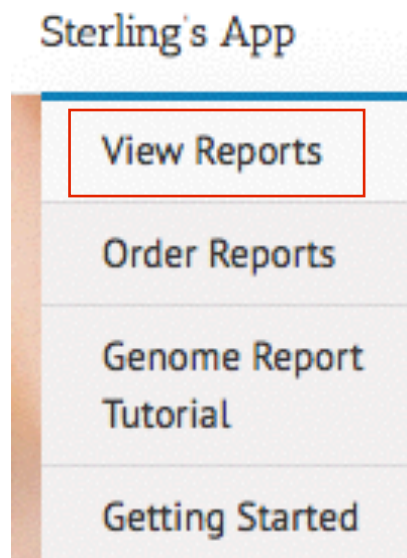 Sterling's App
View Reports
Order Reports
Genome Report
Tutorial
Getting Started